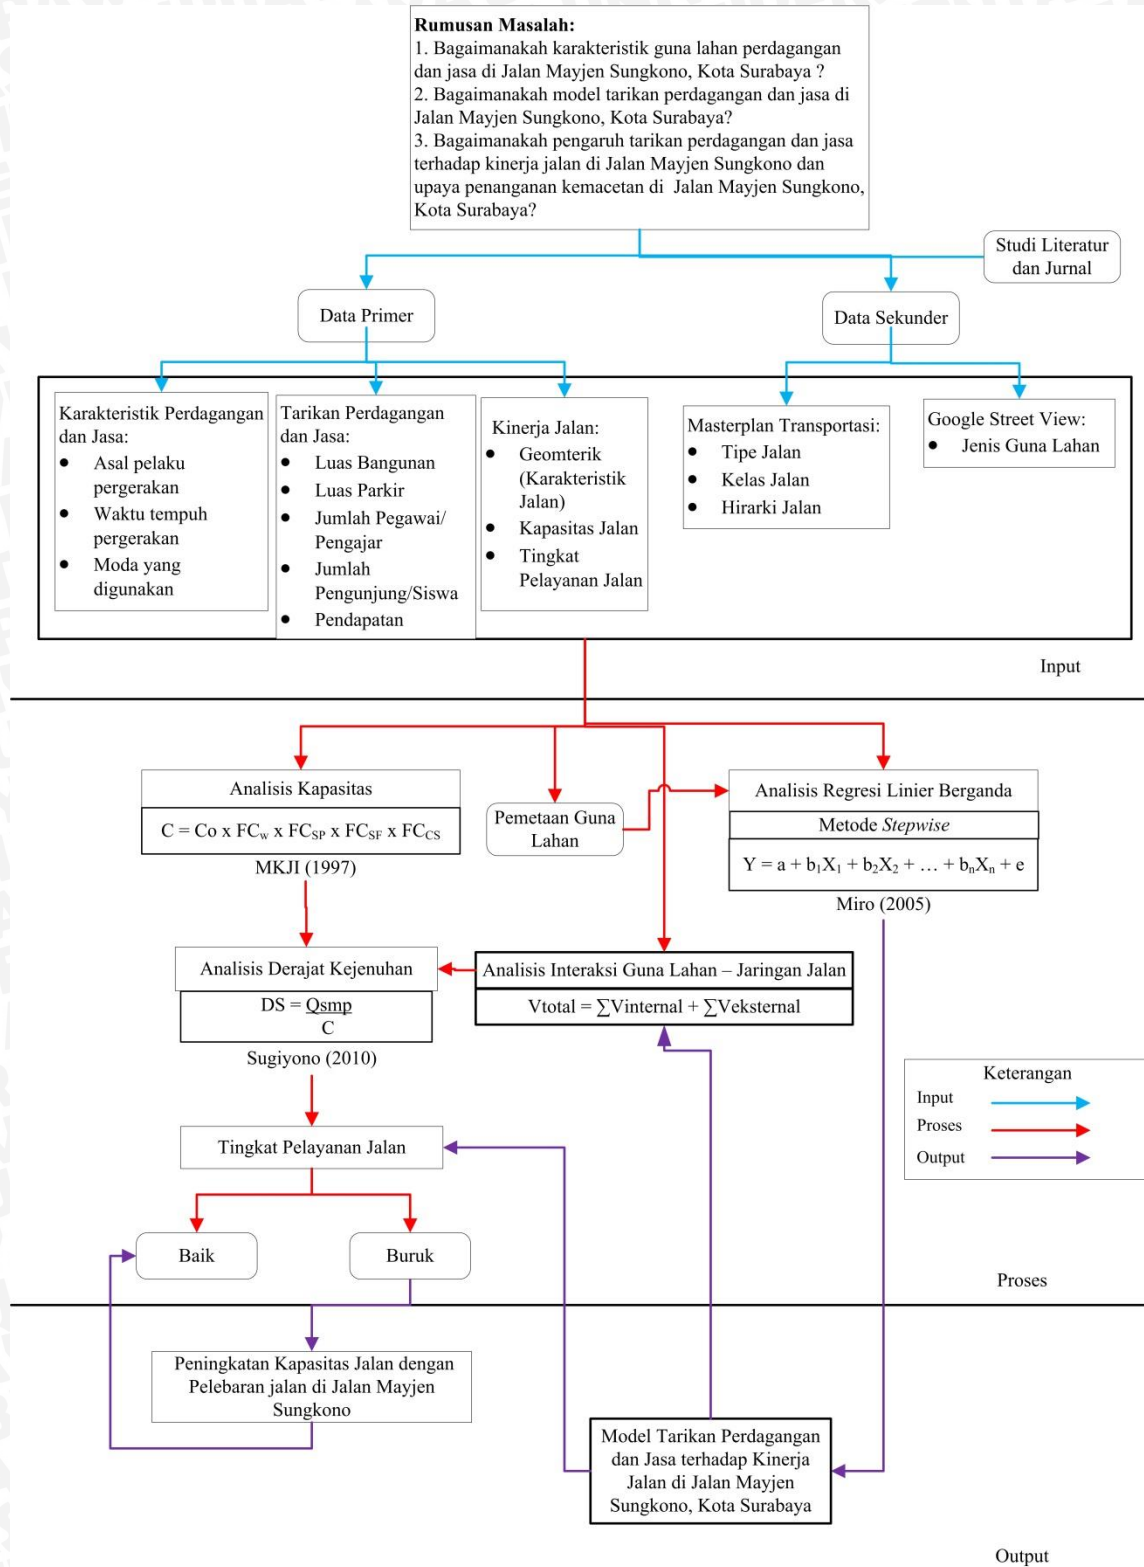 Rumusan Masalah:
1. Bagaimanakah karakteristik guna lahan perdagangan
dan jasa di Jalan Mayjen Sungkono, Kota Surabaya ?
2. Bagaimanakah model tarikan perdagangan dan jasa di
Jalan Mayjen Sungkono, Kota Surabaya?
3. Bagaimanakah pengaruh tarikan perdagangan dan jasa
terhadap kinerja jalan di Jalan Mayjen Sungkono dan
upaya penanganan kemacetan di Jalan Mayjen Sungkono,
Kota Surabaya?
Studi Literatur
dan Jurnal
Data Primer
Data Sekunder
Karakteristik Perdagangan
dan Jasa:
● Asal pelaku
pergerakan
● Waktu tempuh
pergerakan
● Moda yang
digunakan
Tarikan Perdagangan
dan Jasa:
● Luas Bangunan
● Luas Parkir
● Jumlah Pegawai/
Pengajar
● Jumlah
Pengunjung/Siswa
● Pendapatan
Kinerja Jalan:
● Geomterik
(Karakteristik
Jalan)
● Kapasitas Jalan
● Tingkat
Pelayanan Jalan
Masterplan Transportasi:
● Tipe Jalan
● Kelas Jalan
● Hirarki Jalan
Google Street View:
● Jenis Guna Lahan
Input
Analisis Kapasitas
C = Co x FCw x FCSP x FCSF x FCCS
MKJI (1997)
Pemetaan Guna
Lahan
Analisis Regresi Linier Berganda
Metode Stepwise
Y = a + b1X1 + b2X2 + … + bnXn + e
Miro (2005)
Analisis Derajat Kejenuhan
DS = Qsmp
C
Sugiyono (2010)
Analisis Interaksi Guna Lahan – Jaringan Jalan
Vtotal = ∑Vinternal + ∑Veksternal
Keterangan
Input
Proses
Output
Tingkat Pelayanan Jalan
Baik
Buruk
Proses
Peningkatan Kapasitas Jalan dengan
Pelebaran jalan di Jalan Mayjen
Sungkono
Model Tarikan Perdagangan
dan Jasa terhadap Kinerja
Jalan di Jalan Mayjen
Sungkono, Kota Surabaya
Output